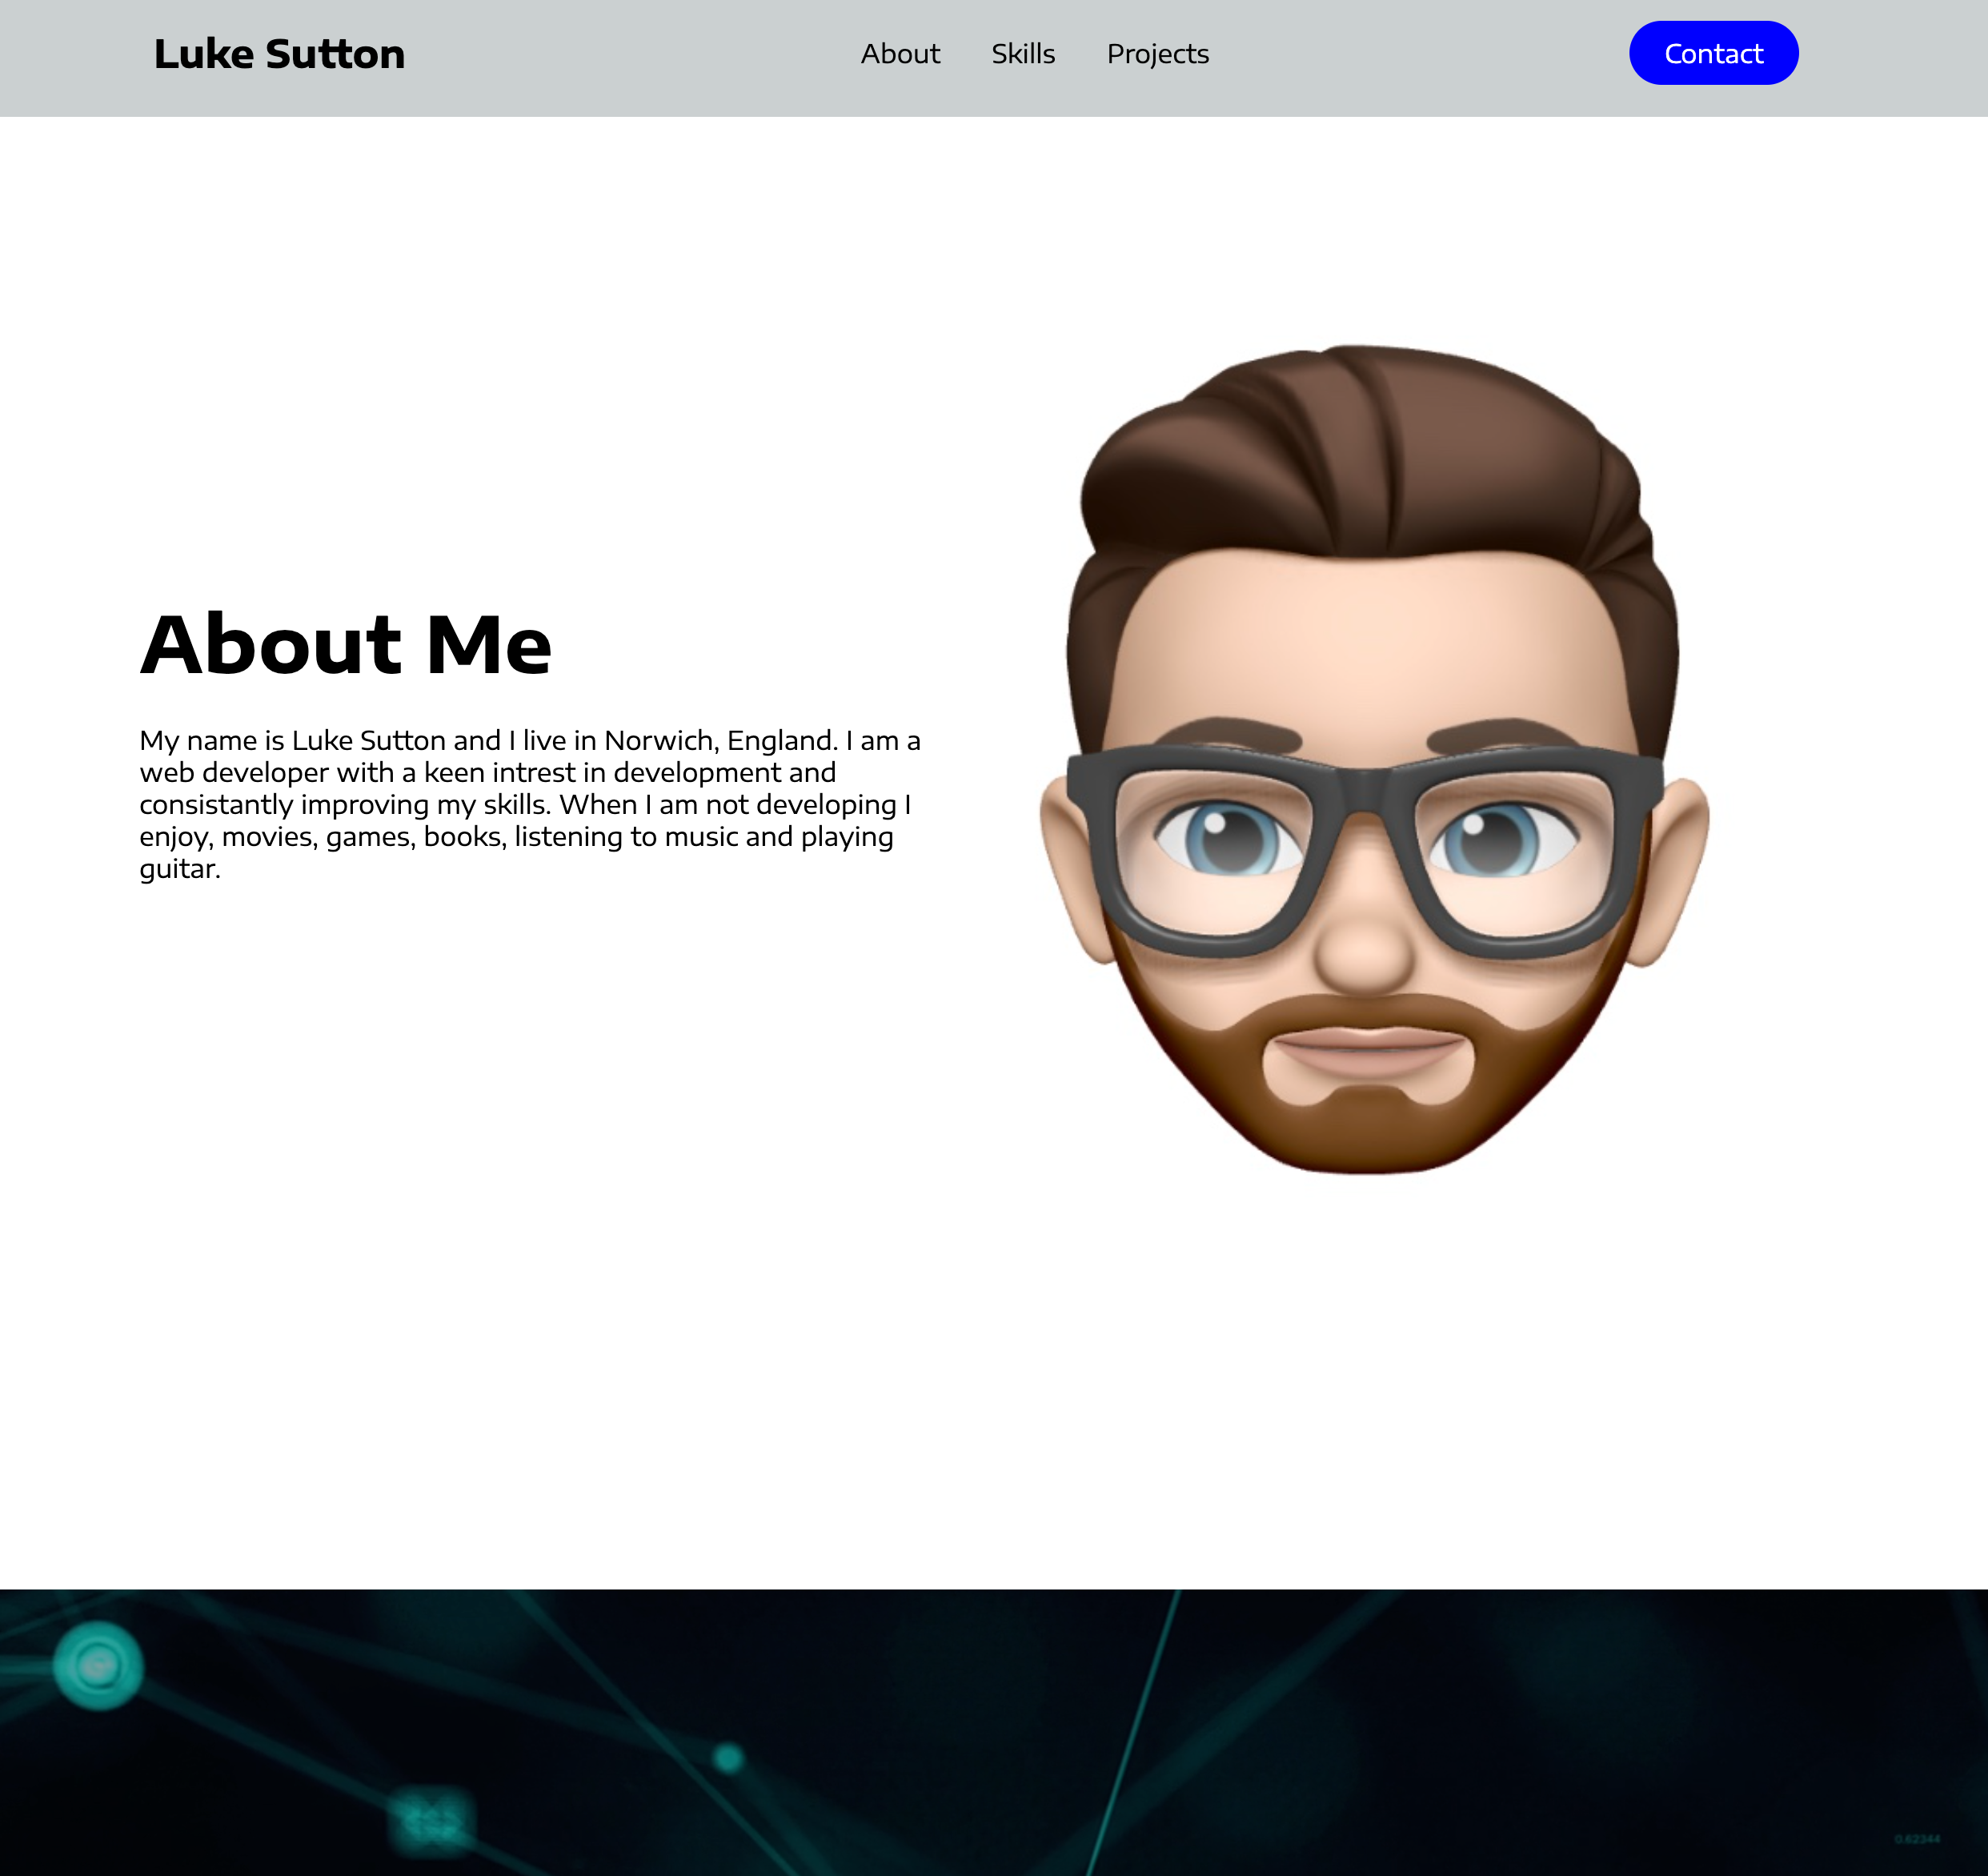 Luke Sutton
About Skills Projects
Contact
About Me
My name is Luke Sutton and I live in Norwich, England. I am a
web developer with a keen intrest in development and
consistantly improving my skills. When I am not developing I
enjoy, movies, games, books, listening to music and playing
guitar.
0.62344